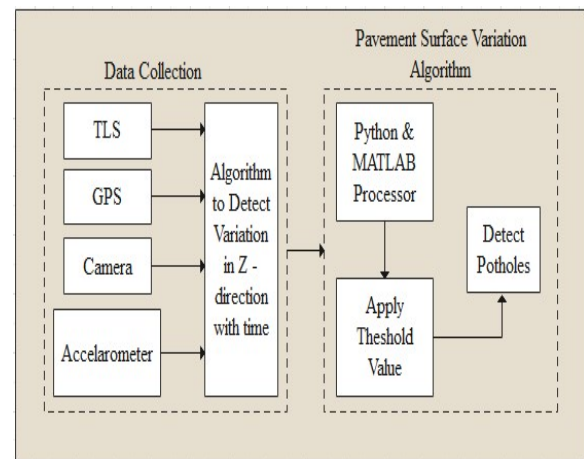 Data Collection
TLS
GPS
Camera
Accelarometer
Algorithm
to Detect
Variation
in Z -
direction
with time
Pavement Surface Variation
Algorithm
Python &
MATLAB
Processor
Apply
Theshold
Value
Detect
Potholes